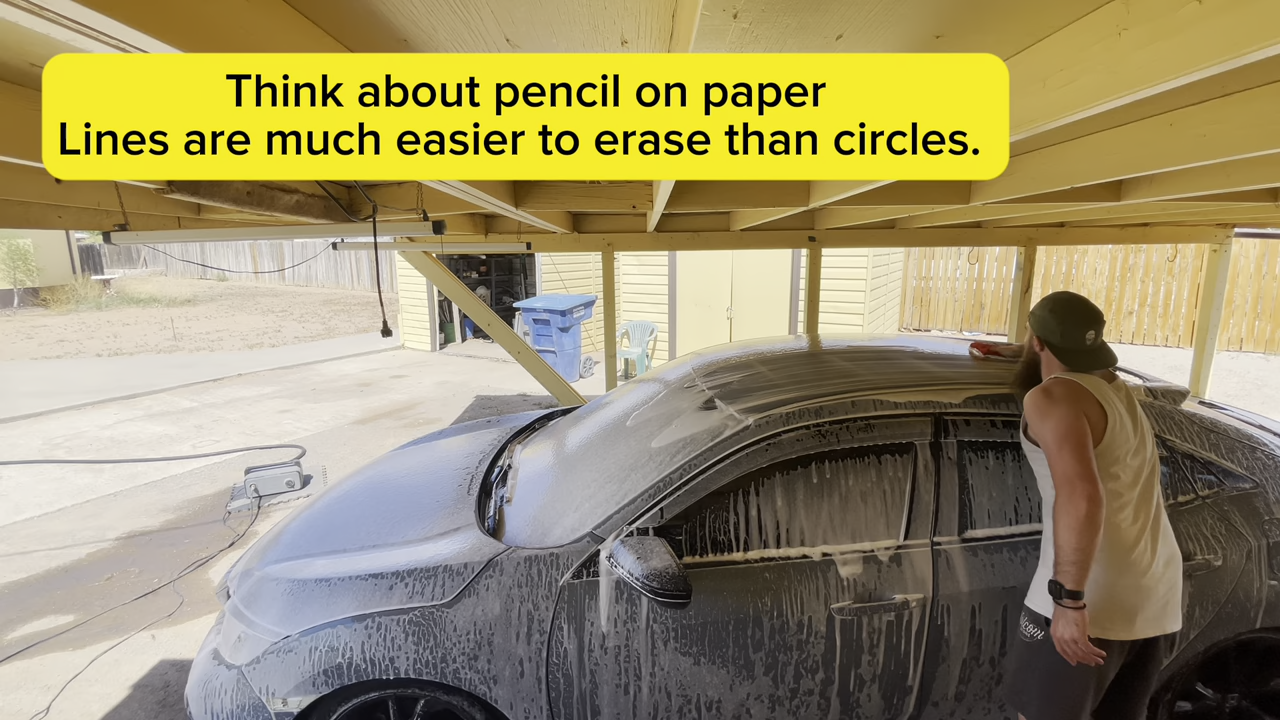 Think about pencil on paper
Lines are much easier to erase than circles.